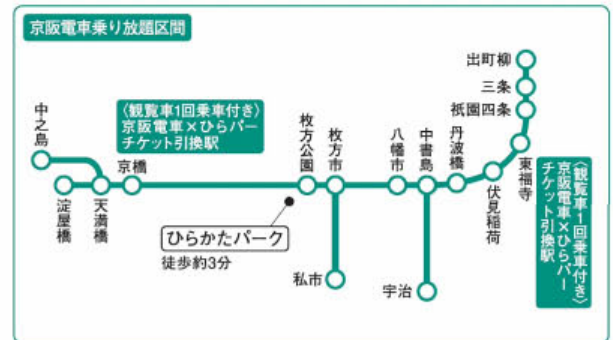 京阪電車乗り放題区間
出町柳
三条
祇園四条
東福寺
伏見稲荷
丹波橋
中書島
八幡市
枚方市
枚方公園
京橋
天満橋
中之島
淀屋橋
〈観覧車1回乗車付き〉
京阪電車×ひらパー
チケット引換駅
〈観覧車1回乗車付き〉
京阪電車×ひらパー
チケット引換駅
ひらかたパーク
徒歩約3分
私市
宇治